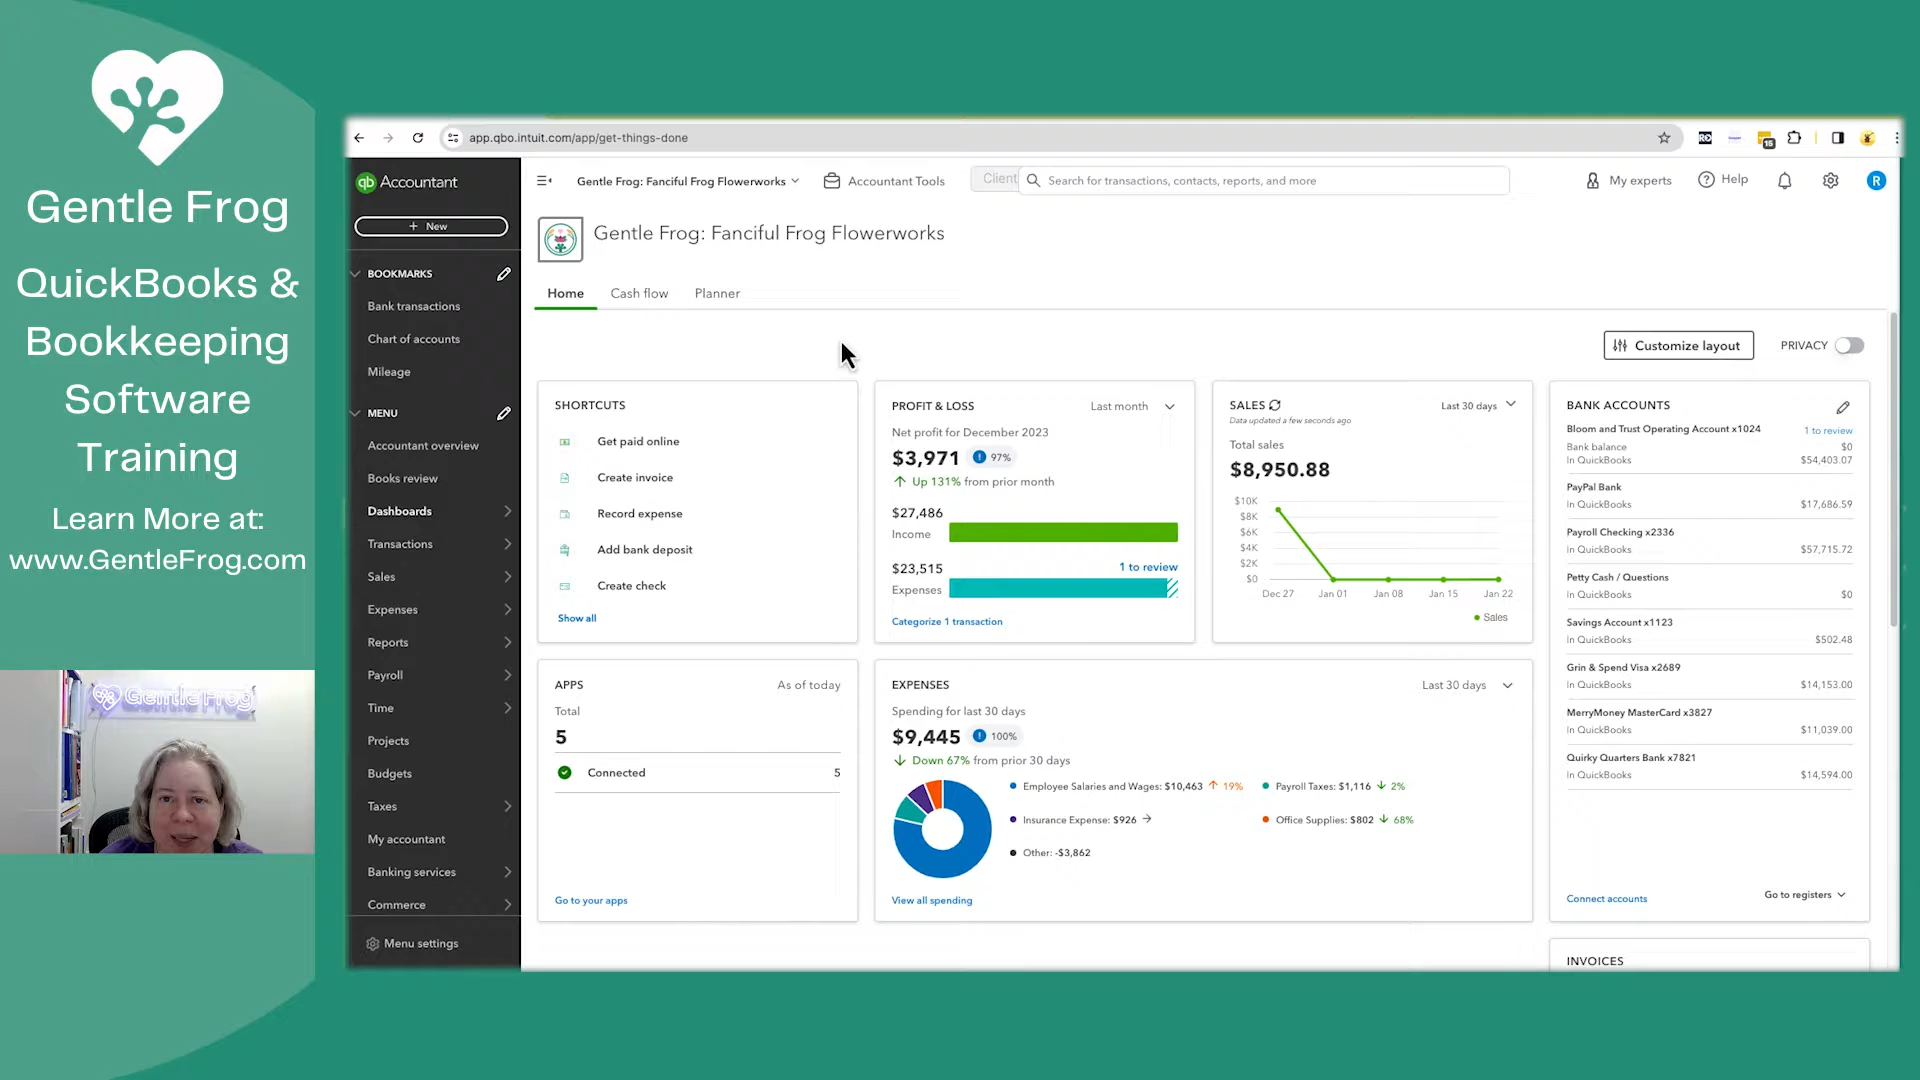 Gentle Frog
QuickBooks &
Bookkeeping
Software
Training
Learn More at:
www.GentleFrog.com
Gentle Frog
app.qbo.intuit.com/app/get-things-done
15
qb Accountant
+ New
BOOKMARKS
Bank transactions
Chart of accounts
Mileage
MENU
Accountant overview
Books review
Dashboards
Transactions
Sales
Expenses
Reports
Payroll
Time
Projects
Budgets
Taxes
My accountant
Banking services
Commerce
Menu settings
Gentle Frog: Fanciful Frog Flowerworks
Accountant Tools
Client
Search for transactions, contacts, reports, and more
My experts
Help
R
Gentle Frog: Fanciful Frog Flowerworks
Home
Cash flow
Planner
Customize layout
PRIVACY
SHORTCUTS
Get paid online
Create invoice
Record expense
Add bank deposit
Create check
Show all
PROFIT & LOSS
Last month
Net profit for December 2023
$3,971
97%
Up 131% from prior month
$27,486
Income
$23,515
1 to review
Expenses
Categorize 1 transaction
SALES
Last 30 days
Data updated a few seconds ago
Total sales
$8,950.88
$10K
$8K
$6K
$4K
$2K
$0
Dec 27 Jan 01 Jan 08 Jan 15 Jan 22
Sales
BANK ACCOUNTS
Bloom and Trust Operating Account x1024
1 to review
Bank balance $0
In QuickBooks $54,403.07
PayPal Bank
In QuickBooks $17,686.59
Payroll Checking x2336
In QuickBooks $57,715.72
Petty Cash / Questions
In QuickBooks $0
Savings Account x1123
In QuickBooks $502.48
Grin & Spend Visa x2689
In QuickBooks $14,153.00
MerryMoney MasterCard x3827
In QuickBooks $11,039.00
Quirky Quarters Bank x7821
In QuickBooks $14,594.00
Connect accounts
Go to registers
APPS
As of today
Total
5
Connected 5
Go to your apps
EXPENSES
Last 30 days
Spending for last 30 days
$9,445
100%
Down 67% from prior 30 days
Employee Salaries and Wages: $10,463 19%
Payroll Taxes: $1,116 2%
Insurance Expense: $926
Office Supplies: $802 68%
Other: -$3,862
View all spending
INVOICES